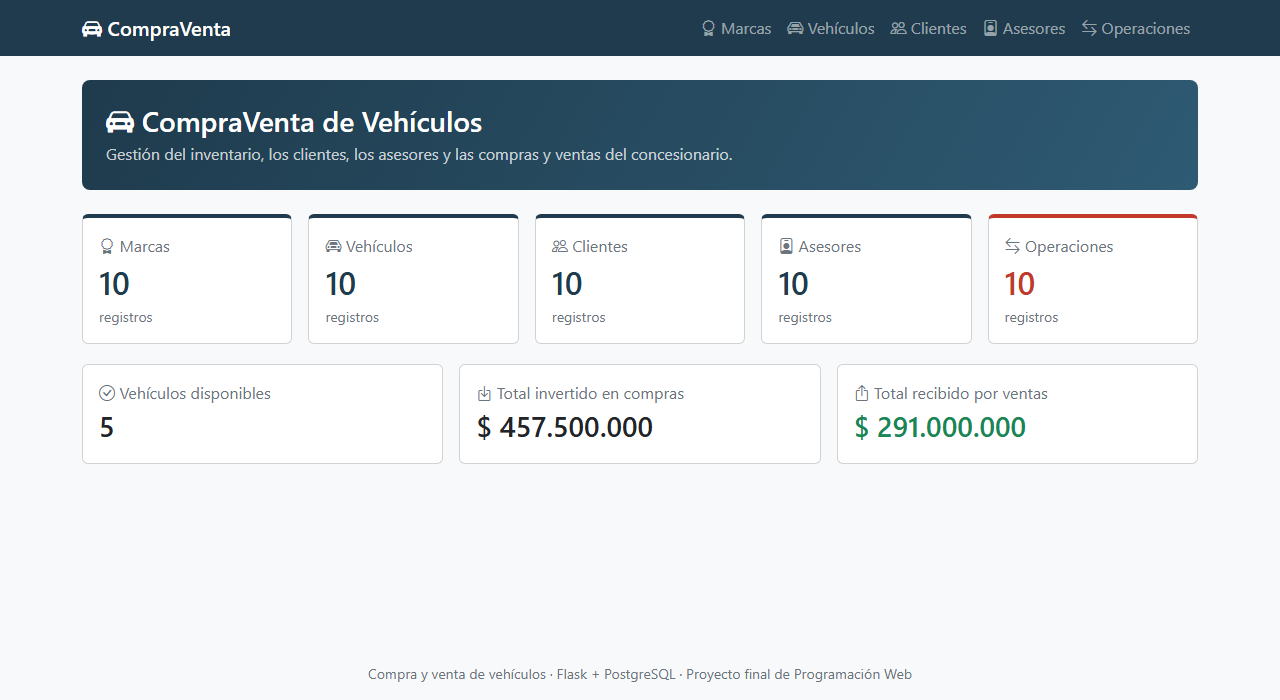 CompraVenta
Marcas Vehículos Clientes Asesores Operaciones
CompraVenta de Vehículos
Gestión del inventario, los clientes, los asesores y las compras y ventas del concesionario.
Marcas
10
registros
Vehículos
10
registros
Clientes
10
registros
Asesores
10
registros
Operaciones
10
registros
Vehículos disponibles
5
Total invertido en compras
$ 457.500.000
Total recibido por ventas
$ 291.000.000
Compra y venta de vehículos · Flask + PostgreSQL · Proyecto final de Programación Web